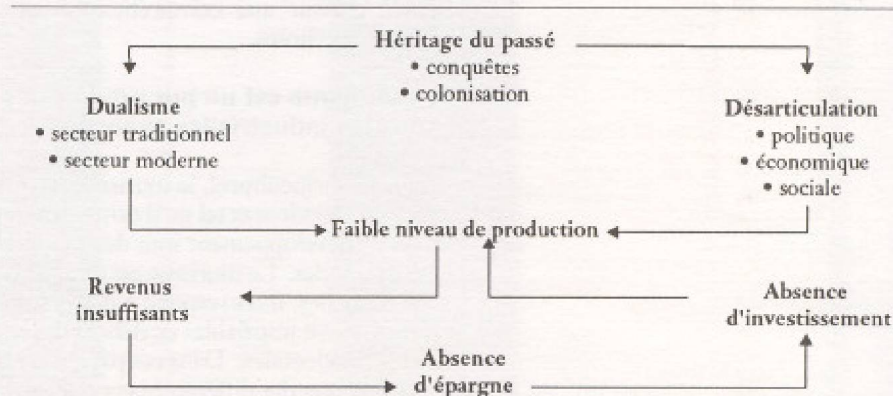 Héritage du passé
• conquêtes
• colonisation
Dualisme
• secteur traditionnel
• secteur moderne
Désarticulation
• politique
• économique
• sociale
Faible niveau de production
Revenus
insuffisants
Absence
d'investissement
Absence
d'épargne